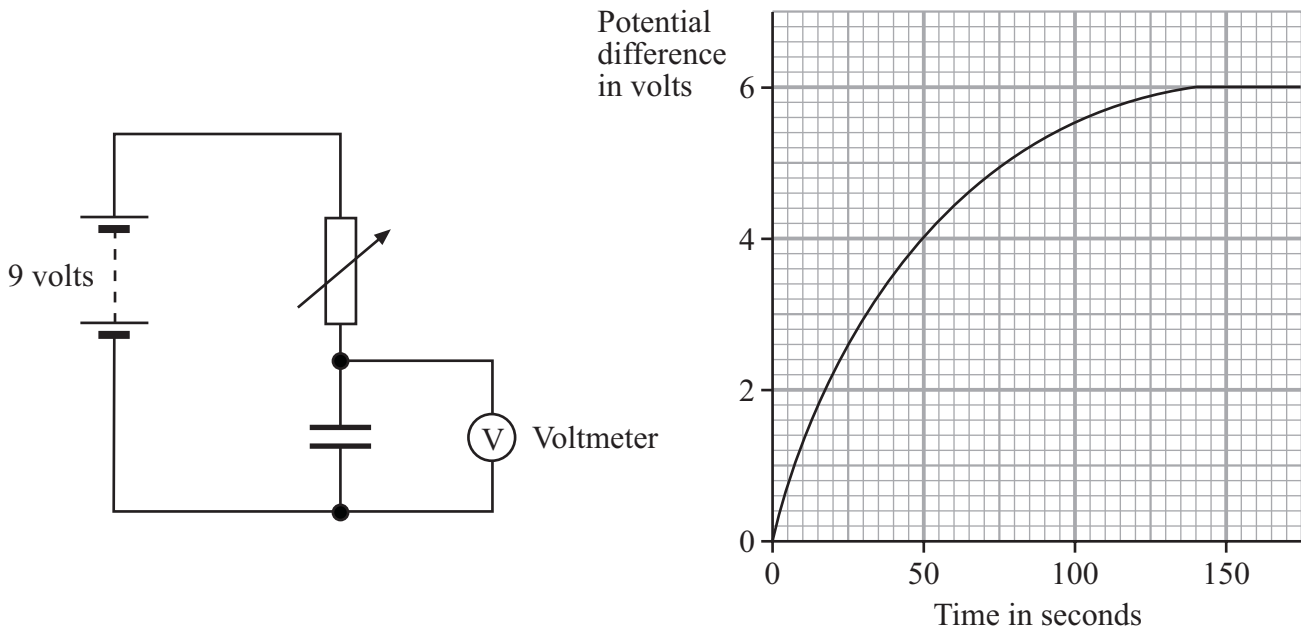 9 volts
V
Voltmeter
Potential
difference
in volts
6
4
2
0
0 50 100 150
Time in seconds